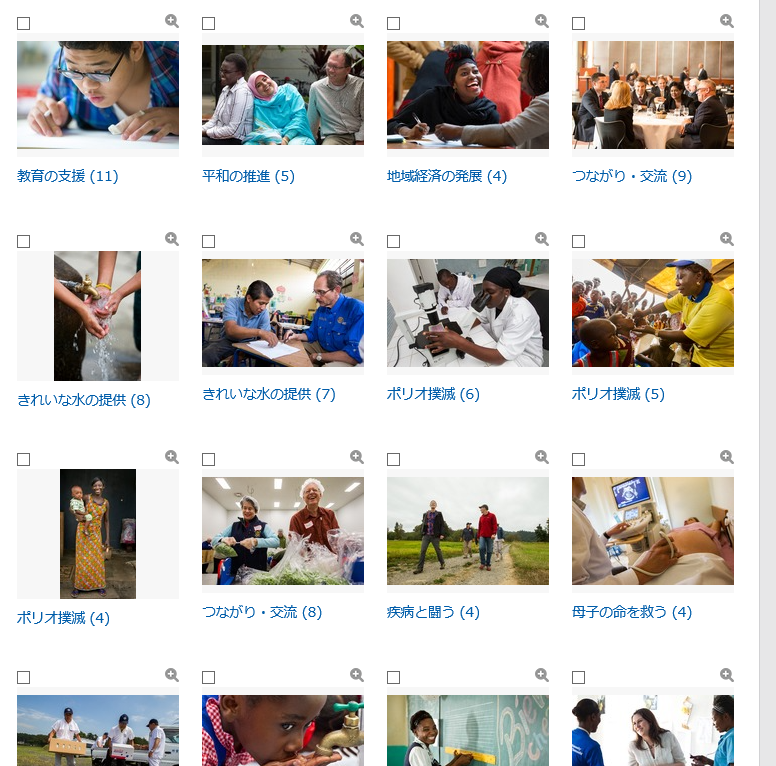 教育の支援 (11)
平和の推進 (5)
地域経済の発展 (4)
つながり・交流 (9)
きれいな水の提供 (8)
きれいな水の提供 (7)
ポリオ撲滅 (6)
ポリオ撲滅 (5)
ポリオ撲滅 (4)
つながり・交流 (8)
疾病と闘う (4)
母子の命を救う (4)